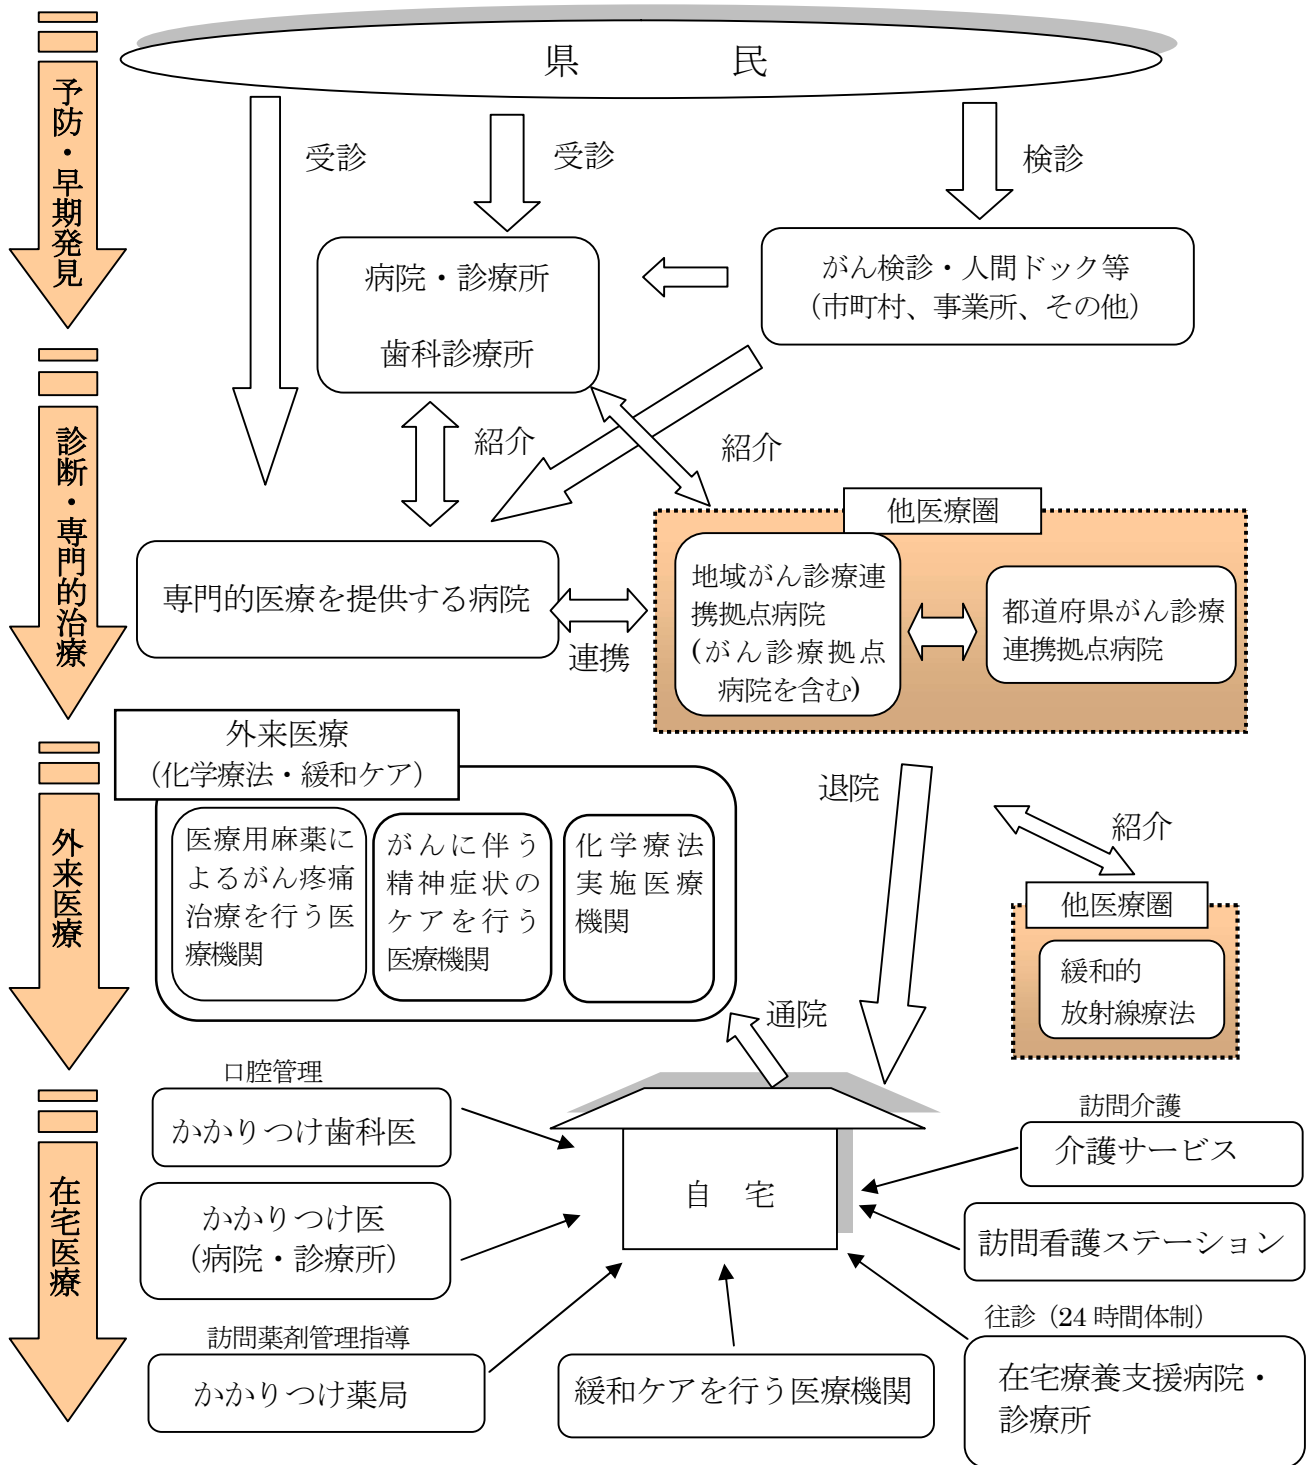 県 民
予防・早期発見
受診
受診
検診
病院・診療所
歯科診療所
がん検診・人間ドック等
（市町村、事業所、その他）
診断・専門的治療
紹介
紹介
他医療圏
専門的医療を提供する病院
連携
地域がん診療連
携拠点病院
(がん診療拠点
病院を含む)
都道府県がん診療
連携拠点病院
外来医療
外来医療
（化学療法・緩和ケア）
医療用麻薬に
よるがん疼痛
治療を行う医
療機関
がんに伴う
精神症状の
ケアを行う
医療機関
化学療法
実施医療
機関
退院
紹介
他医療圏
緩和的
放射線療法
通院
在宅医療
口腔管理
かかりつけ歯科医
かかりつけ医
（病院・診療所）
訪問薬剤管理指導
かかりつけ薬局
自 宅
緩和ケアを行う医療機関
訪問介護
介護サービス
訪問看護ステーション
往診（24 時間体制）
在宅療養支援病院・
診療所